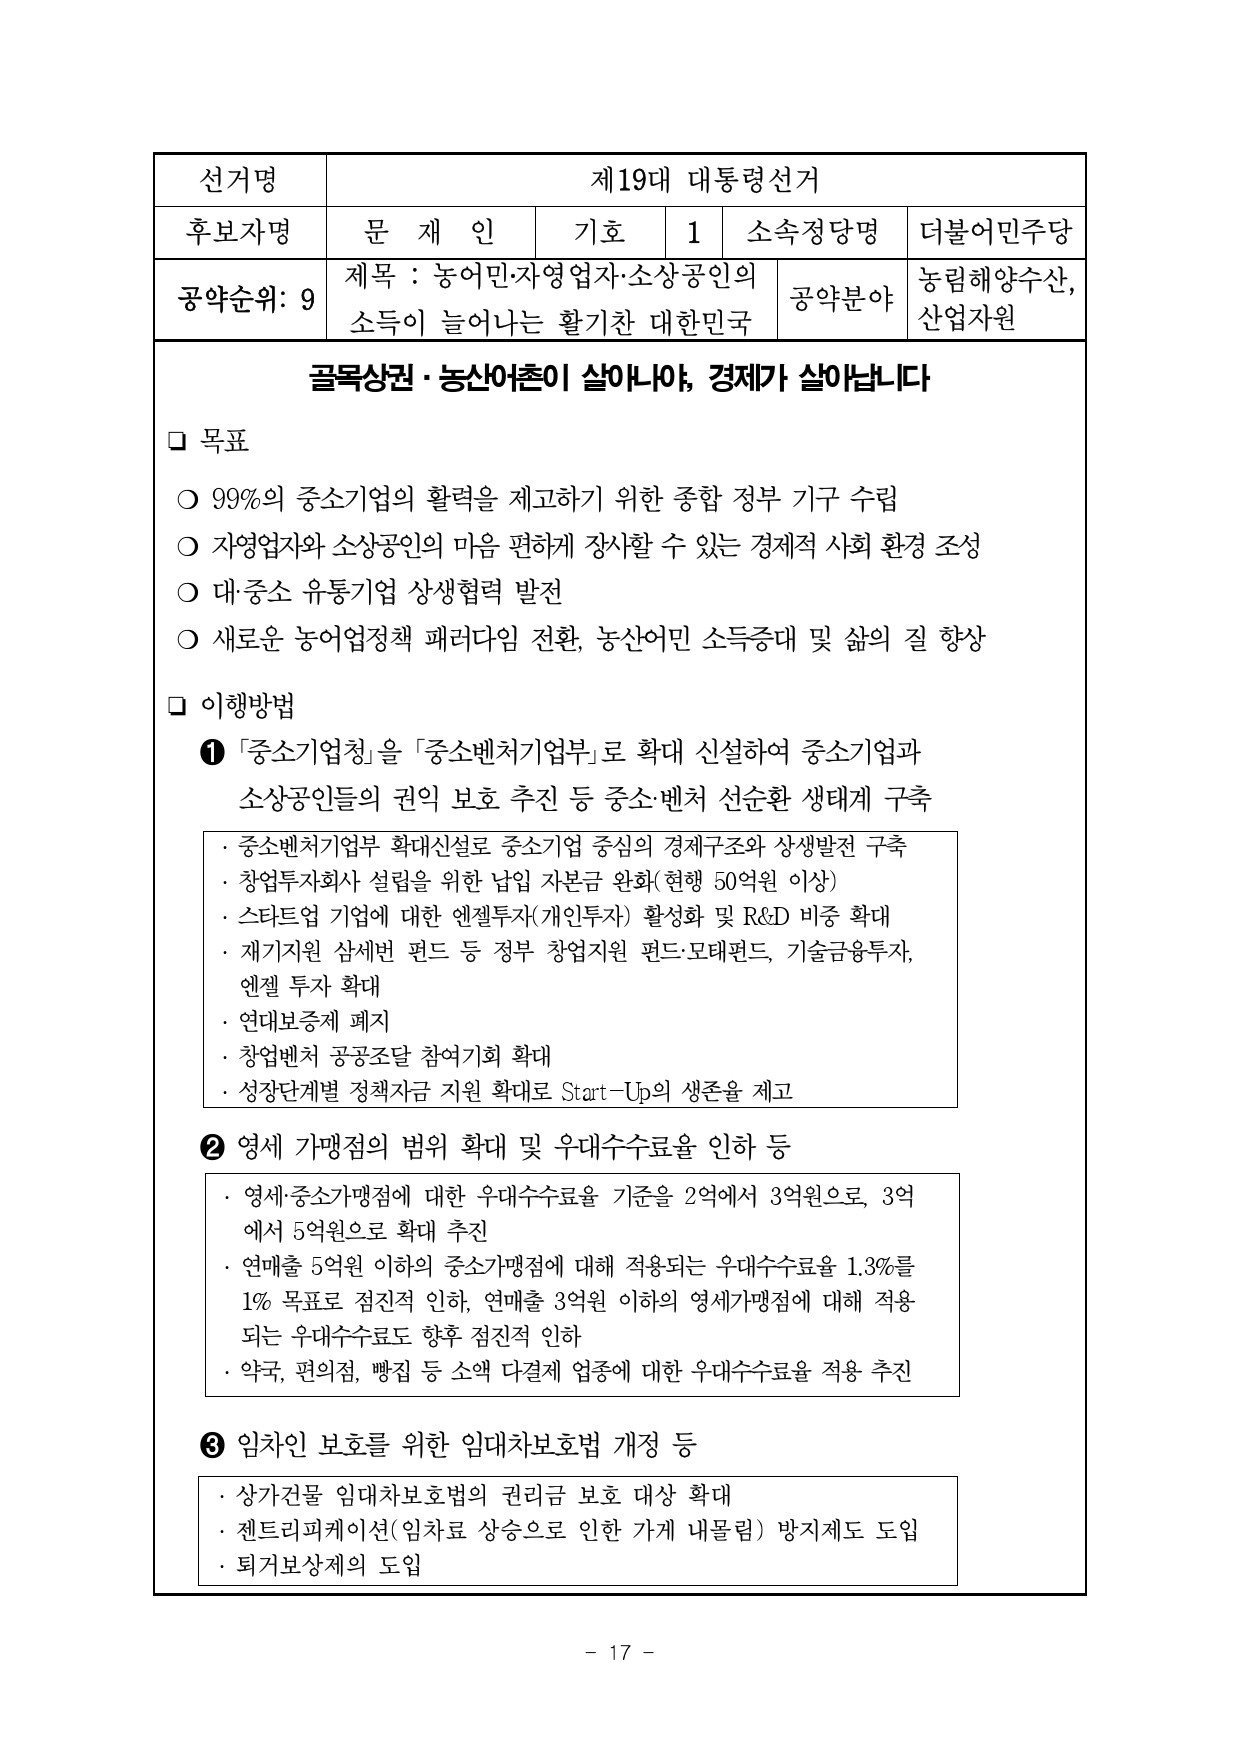 선거명 제19대 대통령선거
후보자명 문 재 인 기호 1 소속정당명 더불어민주당
공약순위: 9 제목 : 농어민·자영업자·소상공인의 소득이 늘어나는 활기찬 대한민국 공약분야 농림해양수산, 산업자원
골목상권·농산어촌이 살아나야, 경제가 살아납니다
❏ 목표
❍ 99%의 중소기업의 활력을 제고하기 위한 종합 정부 기구 수립
❍ 자영업자와 소상공인의 마음 편하게 장사할 수 있는 경제적 사회 환경 조성
❍ 대·중소 유통기업 상생협력 발전
❍ 새로운 농어업정책 패러다임 전환, 농산어민 소득증대 및 삶의 질 향상
❏ 이행방법
❶ 「중소기업청」을 「중소벤처기업부」로 확대 신설하여 중소기업과
소상공인들의 권익 보호 추진 등 중소·벤처 선순환 생태계 구축
· 중소벤처기업부 확대신설로 중소기업 중심의 경제구조와 상생발전 구축
· 창업투자회사 설립을 위한 납입 자본금 완화(현행 50억원 이상)
· 스타트업 기업에 대한 엔젤투자(개인투자) 활성화 및 R&D 비중 확대
· 재기지원 삼세번 펀드 등 정부 창업지원 펀드·모태펀드, 기술금융투자,
엔젤 투자 확대
· 연대보증제 폐지
· 창업벤처 공공조달 참여기회 확대
· 성장단계별 정책자금 지원 확대로 Start-Up의 생존율 제고
❷ 영세 가맹점의 범위 확대 및 우대수수료율 인하 등
· 영세·중소가맹점에 대한 우대수수료율 기준을 2억에서 3억원으로, 3억
에서 5억원으로 확대 추진
· 연매출 5억원 이하의 중소가맹점에 대해 적용되는 우대수수료율 1.3%를
1% 목표로 점진적 인하, 연매출 3억원 이하의 영세가맹점에 대해 적용
되는 우대수수료도 향후 점진적 인하
· 약국, 편의점, 빵집 등 소액 다결제 업종에 대한 우대수수료율 적용 추진
❸ 임차인 보호를 위한 임대차보호법 개정 등
· 상가건물 임대차보호법의 권리금 보호 대상 확대
· 젠트리피케이션(임차료 상승으로 인한 가게 내몰림) 방지제도 도입
· 퇴거보상제의 도입
- 17 -